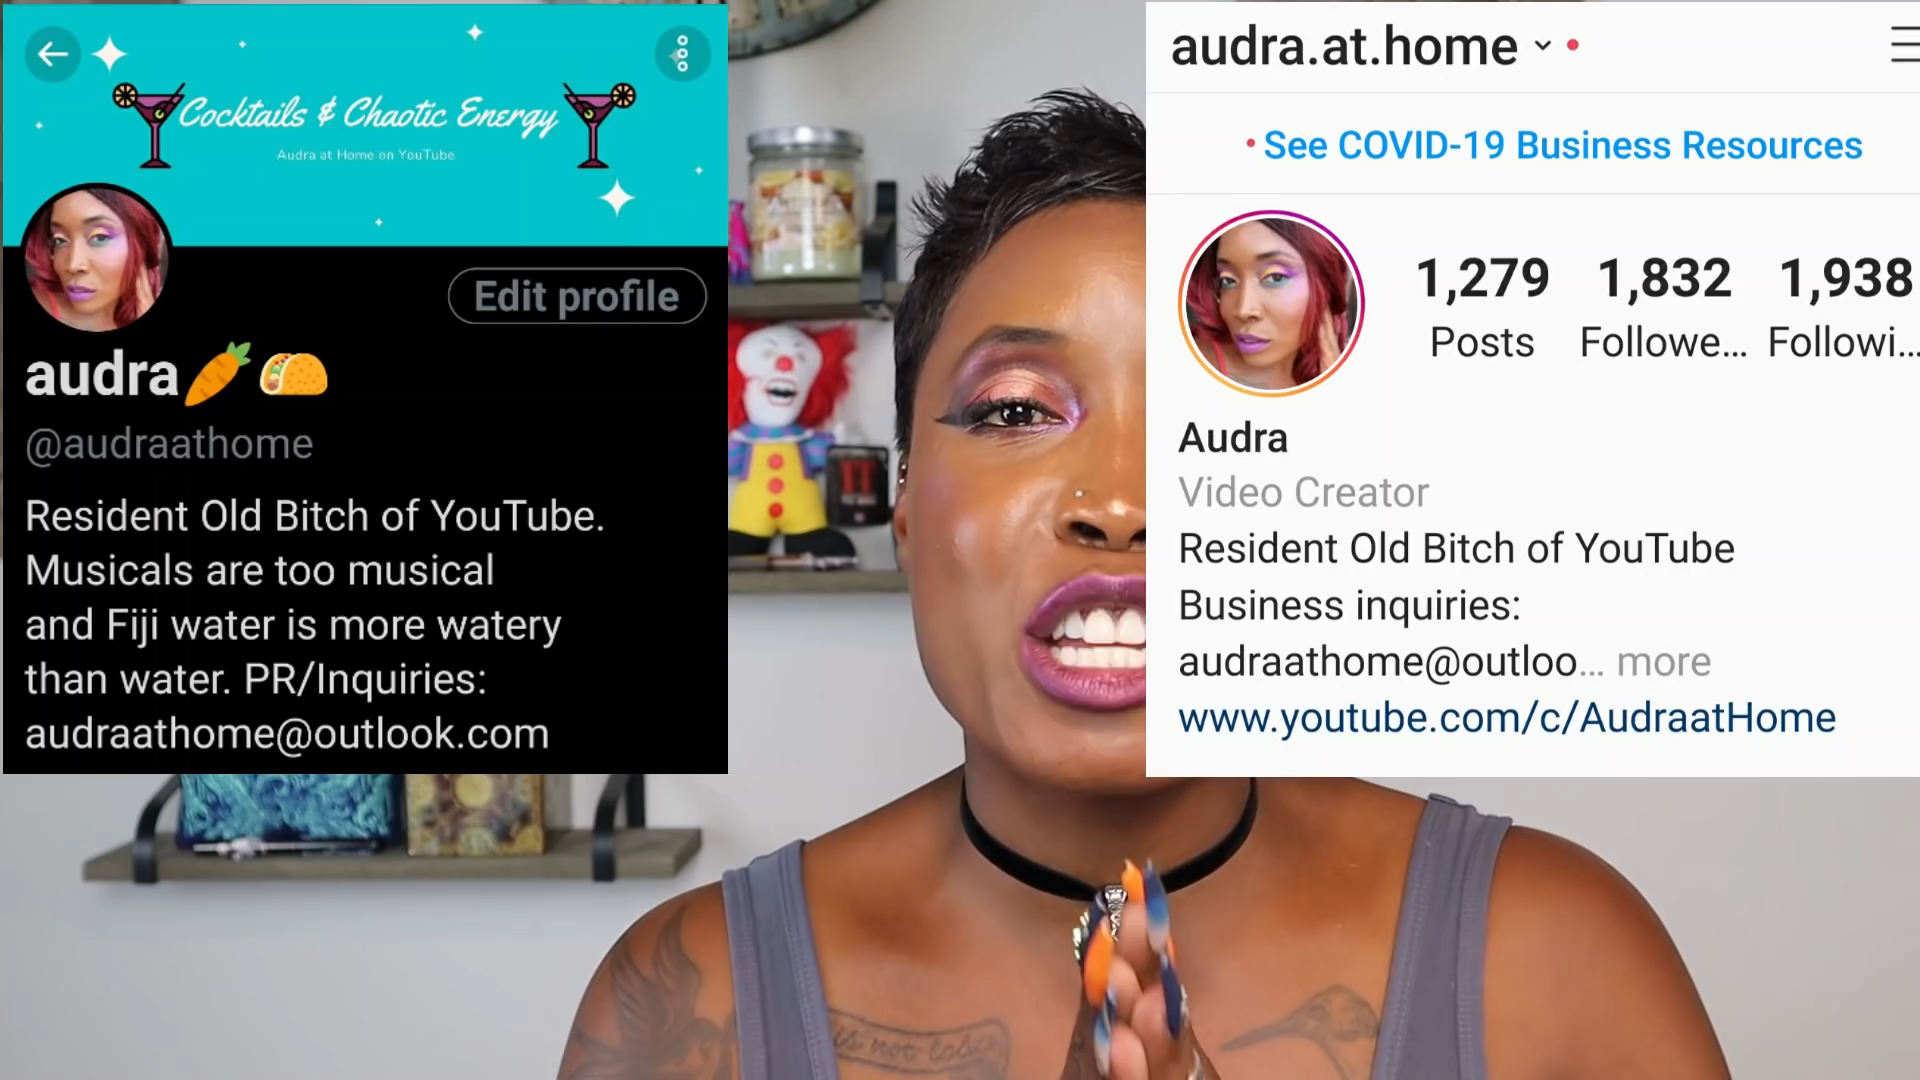 Cocktails & Chaotic Energy
Audra at Home on YouTube
Edit profile
audra🥕🌮
@audraathome
Resident Old Bitch of YouTube.
Musicals are too musical
and Fiji water is more watery
than water. PR/Inquiries:
audraathome@outlook.com
IT
audra.at.home
See COVID-19 Business Resources
1,279 1,832 1,938
Posts Followe... Followi...
Audra
Video Creator
Resident Old Bitch of YouTube
Business inquiries:
audraathome@outloo... more
www.youtube.com/c/AudraatHome
is not